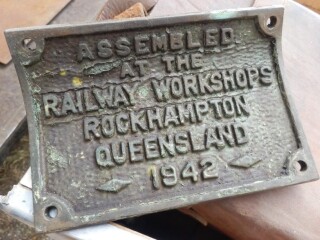 ASSEMBLED
AT THE
RAILWAY WORKSHOPS
ROCKHAMPTON
QUEENSLAND
1942